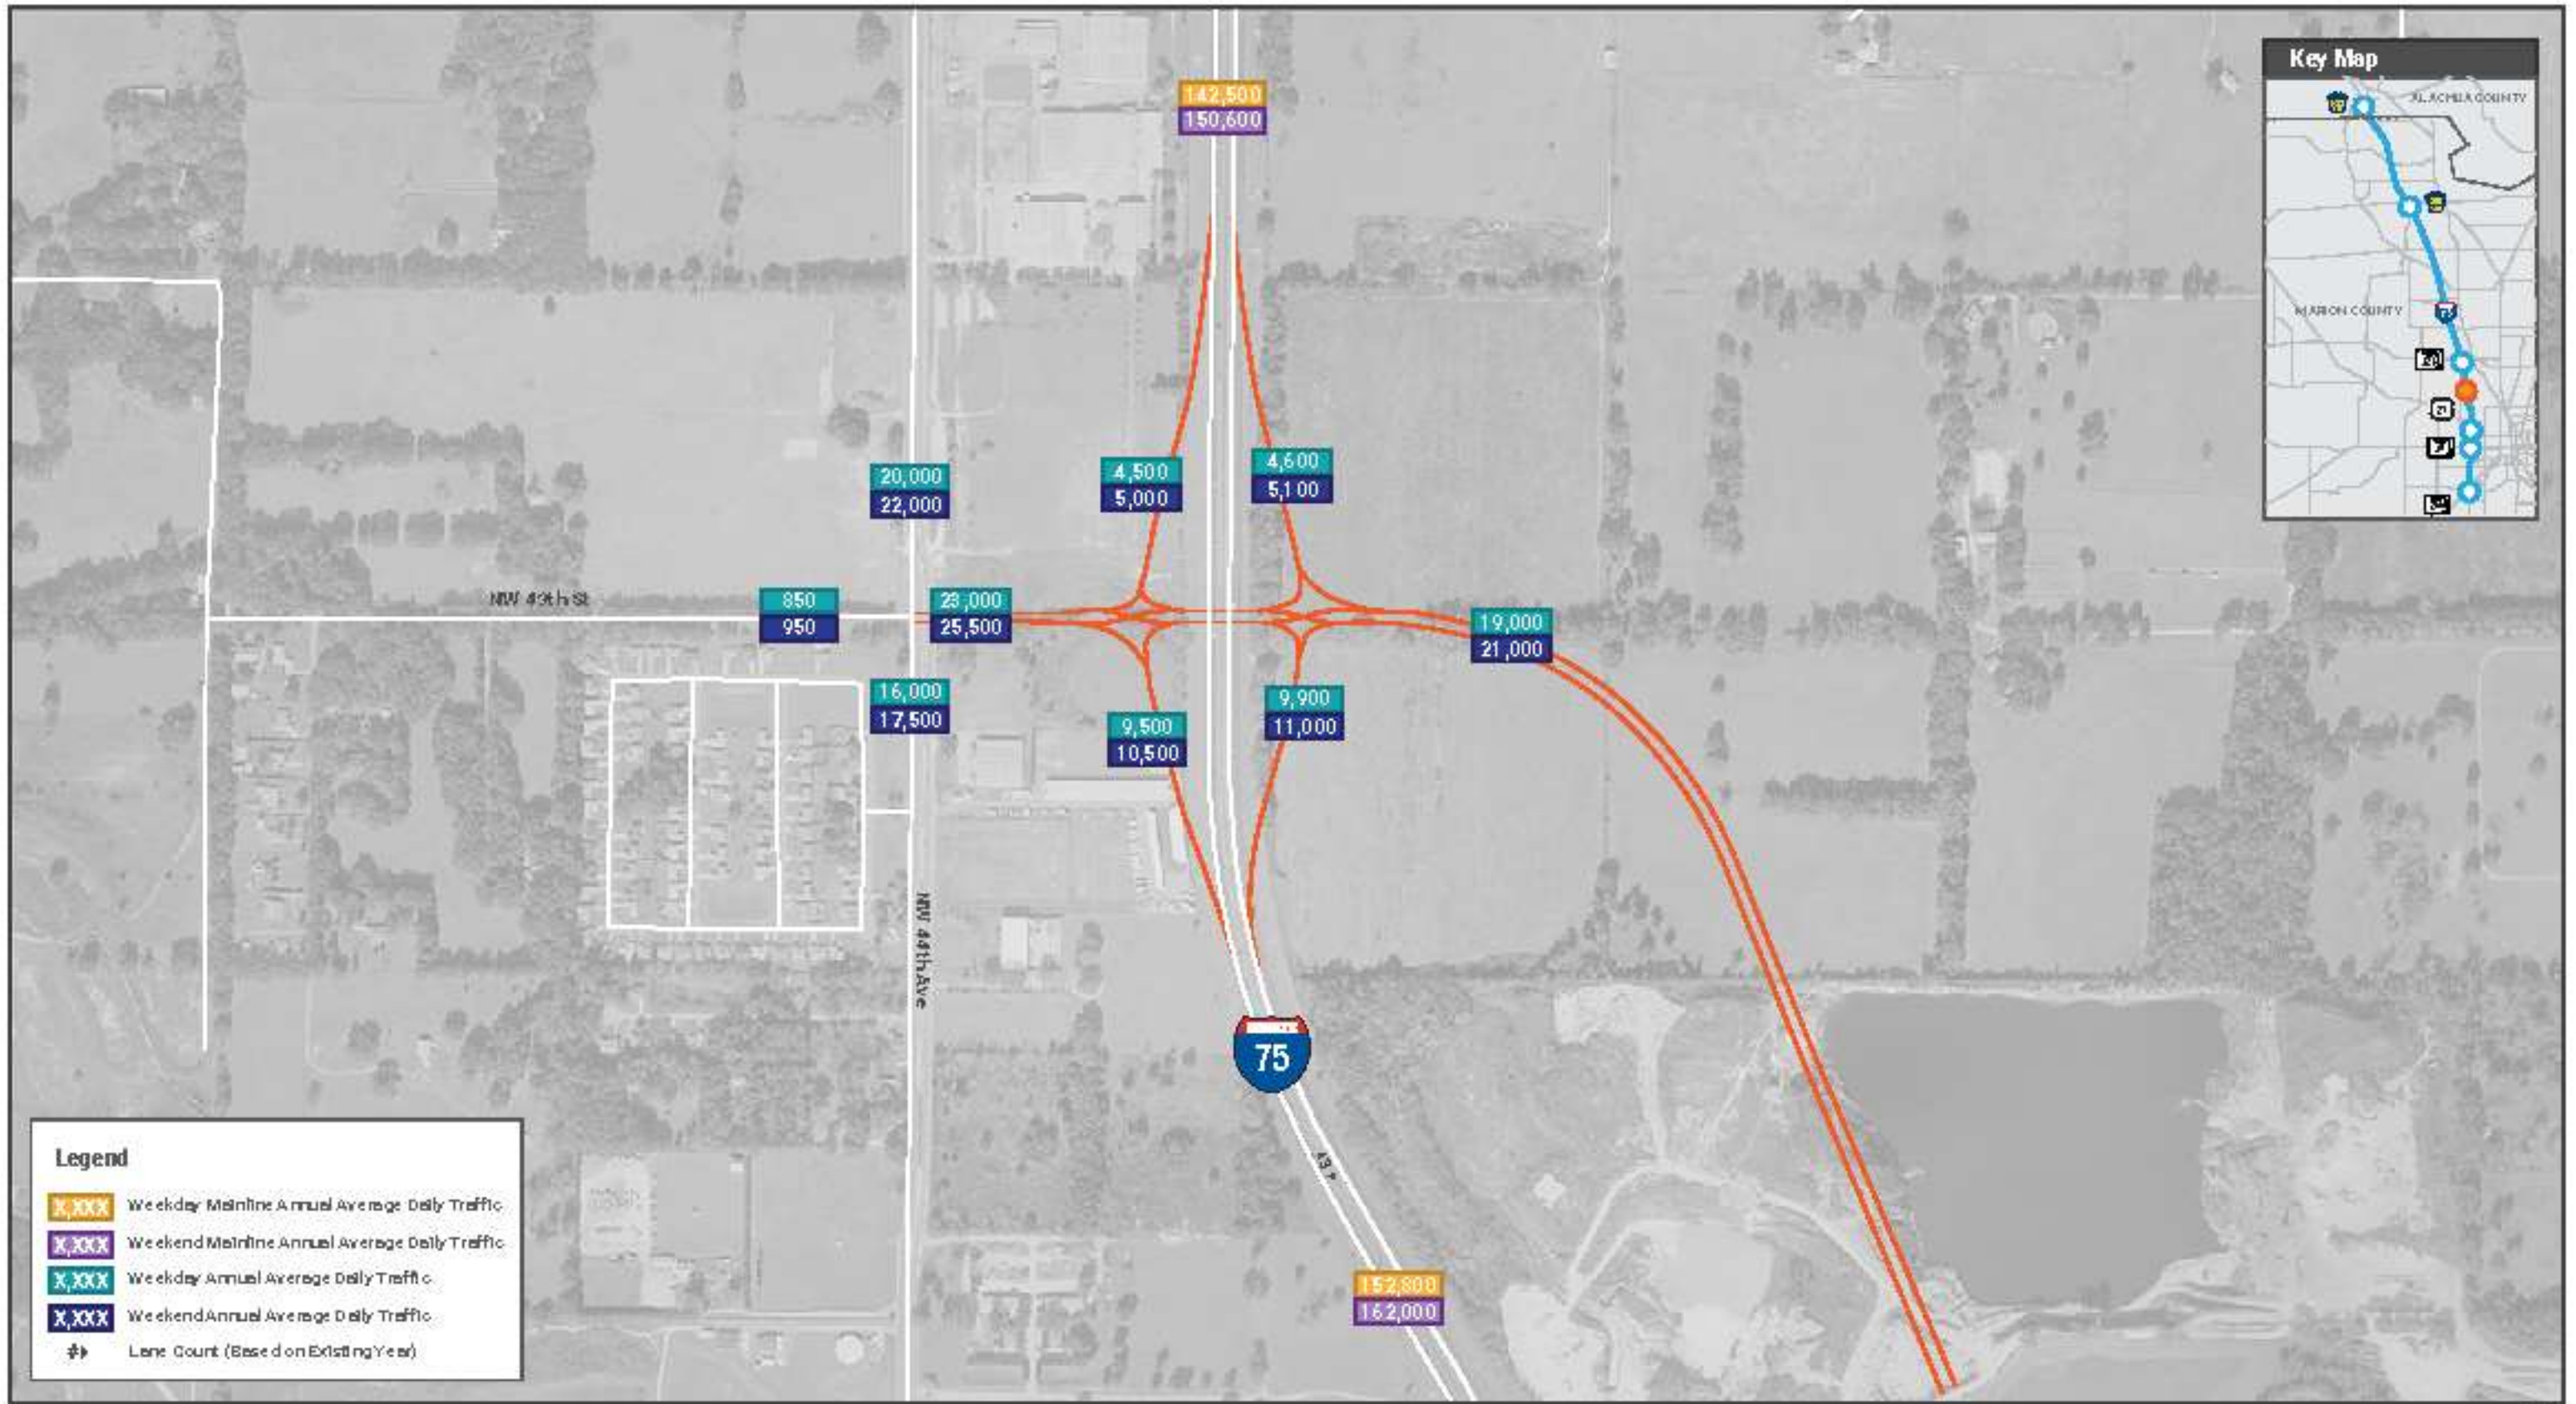 Key Map
ALACHUA COUNTY
MARION COUNTY
142,500
150,600
20,000
22,000
4,500
5,000
4,600
5,100
NW 49th St
850
950
23,000
25,500
19,000
21,000
16,000
17,500
9,500
10,500
9,900
11,000
NW 44th Ave
75
152,800
162,000
Legend
X,XXX Weekday Mainline Annual Average Daily Traffic
X,XXX Weekend Mainline Annual Average Daily Traffic
X,XXX Weekday Annual Average Daily Traffic
X,XXX Weekend Annual Average Daily Traffic
# Lane Count (Based on Existing Year)